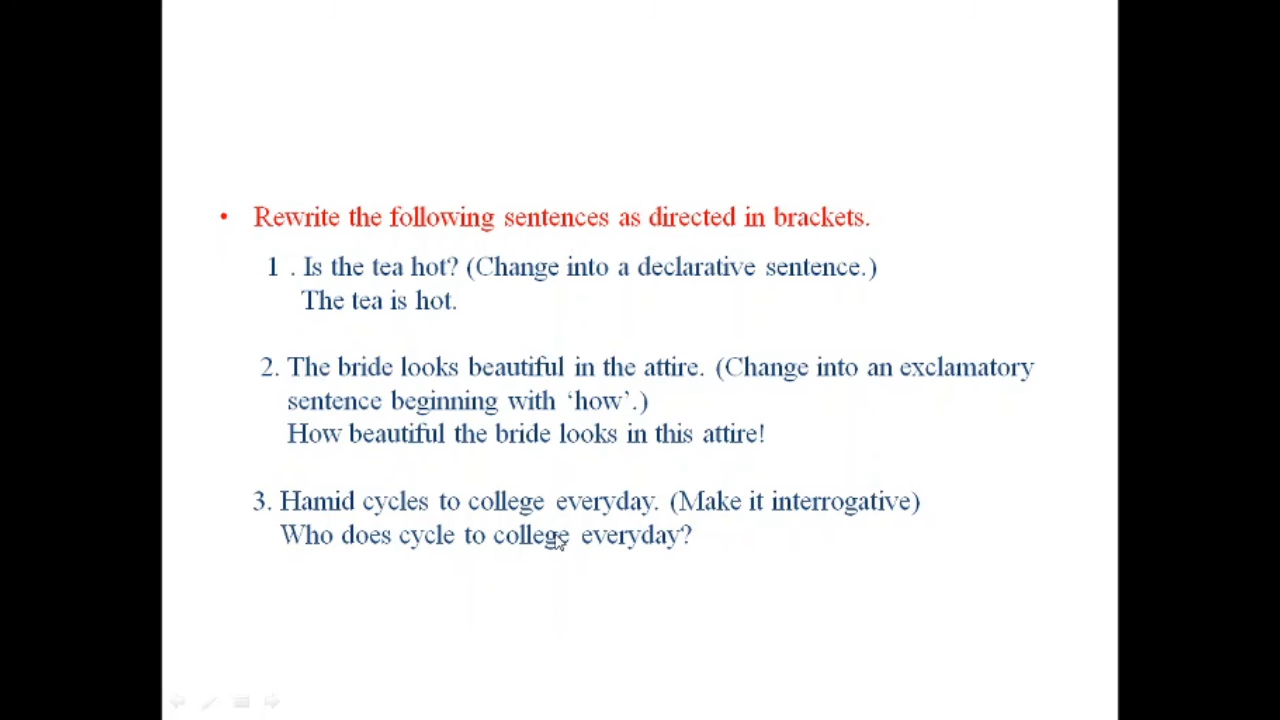 • Rewrite the following sentences as directed in brackets.
1 . Is the tea hot? (Change into a declarative sentence.)
The tea is hot.
2. The bride looks beautiful in the attire. (Change into an exclamatory
sentence beginning with ‘how’.)
How beautiful the bride looks in this attire!
3. Hamid cycles to college everyday. (Make it interrogative)
Who does cycle to college everyday?